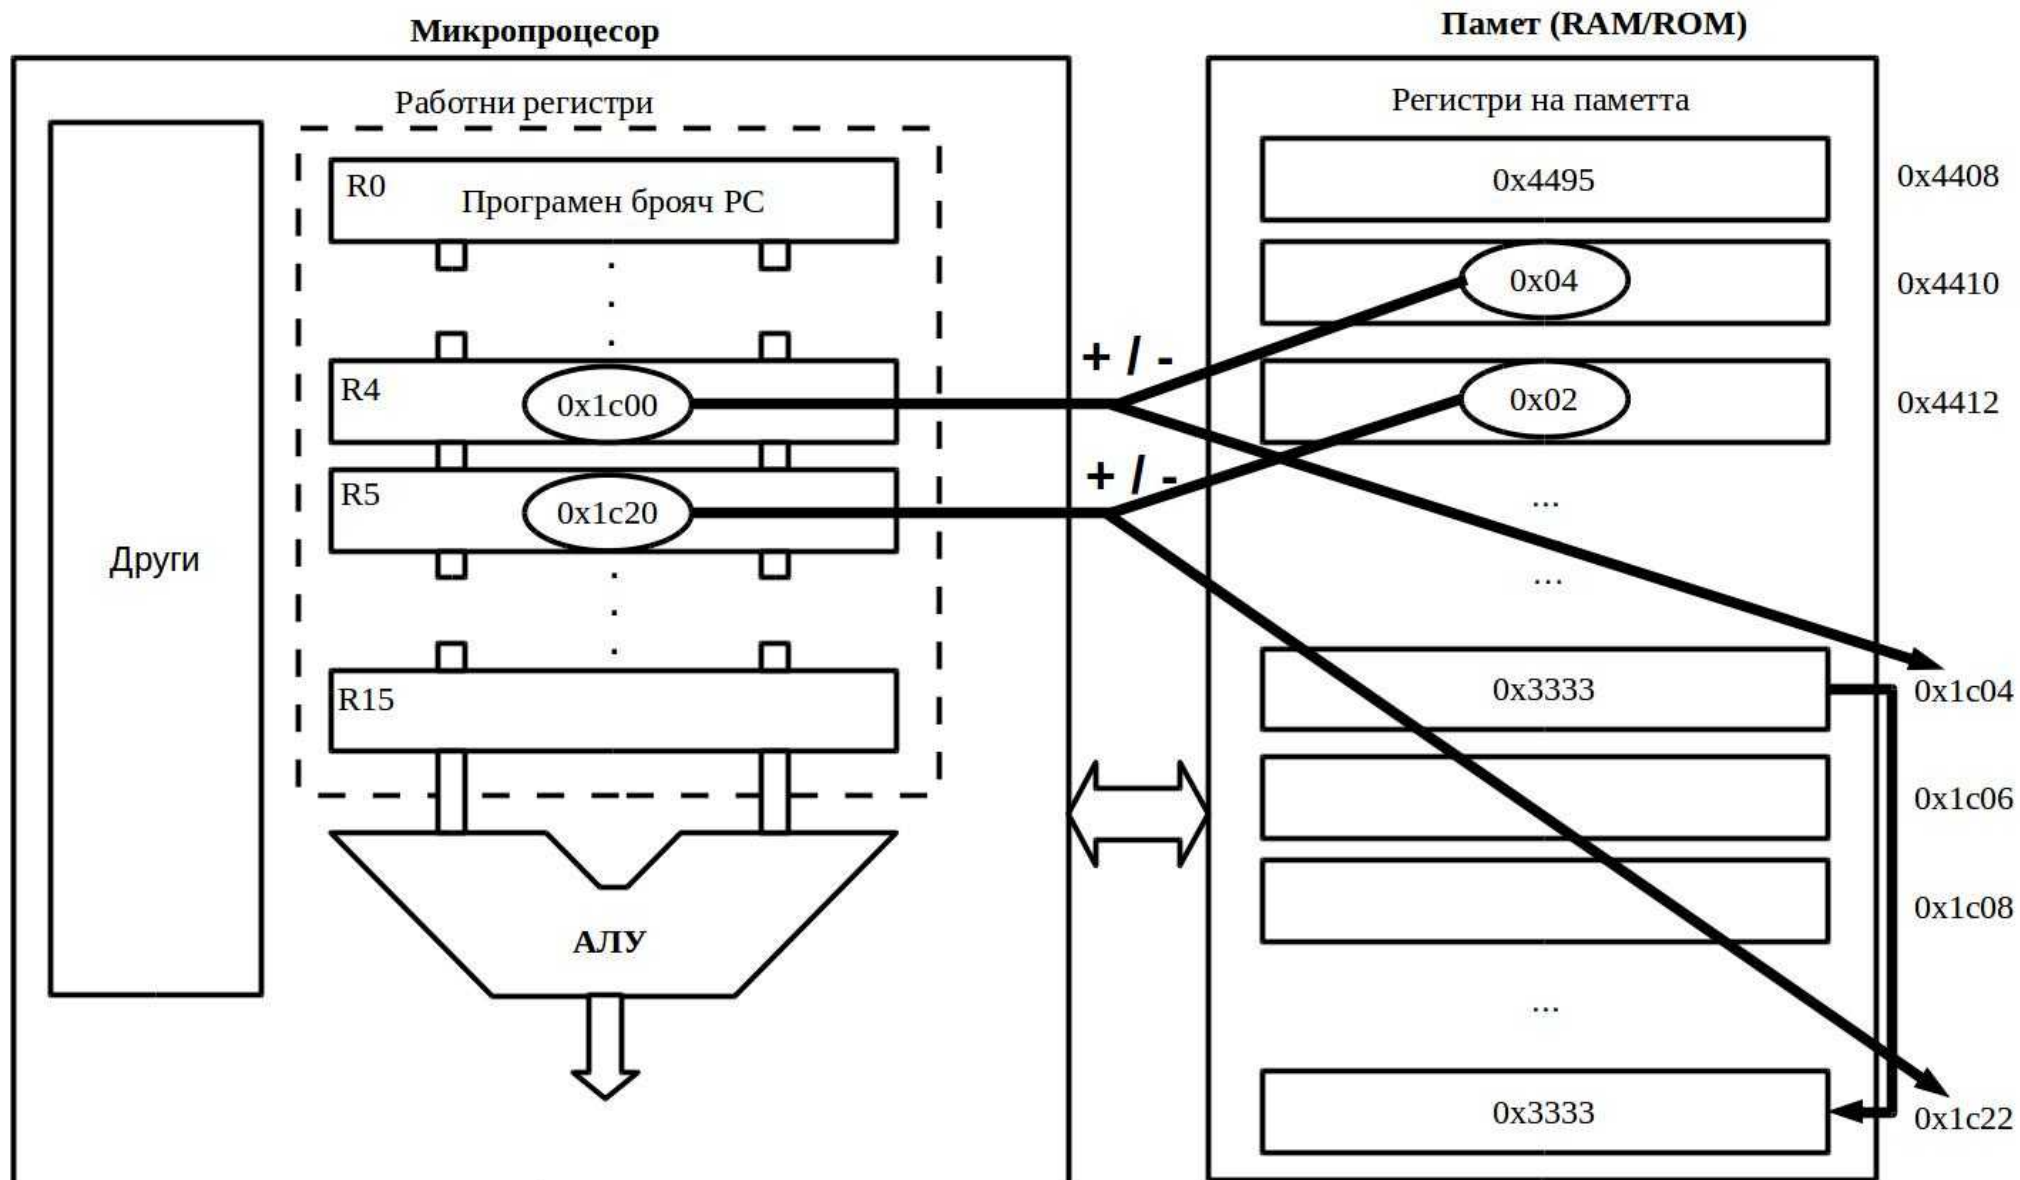 Микропроцесор
Памет (RAM/ROM)
Работни регистри
Регистри на паметта
R0
Програмен брояч PC
0x4495
0x4408
0x04
0x4410
+ / -
R4
0x1c00
0x02
0x4412
+ / -
R5
0x1c20
...
Други
...
R15
0x3333
0x1c04
0x1c06
0x1c08
АЛУ
...
0x3333
0x1c22